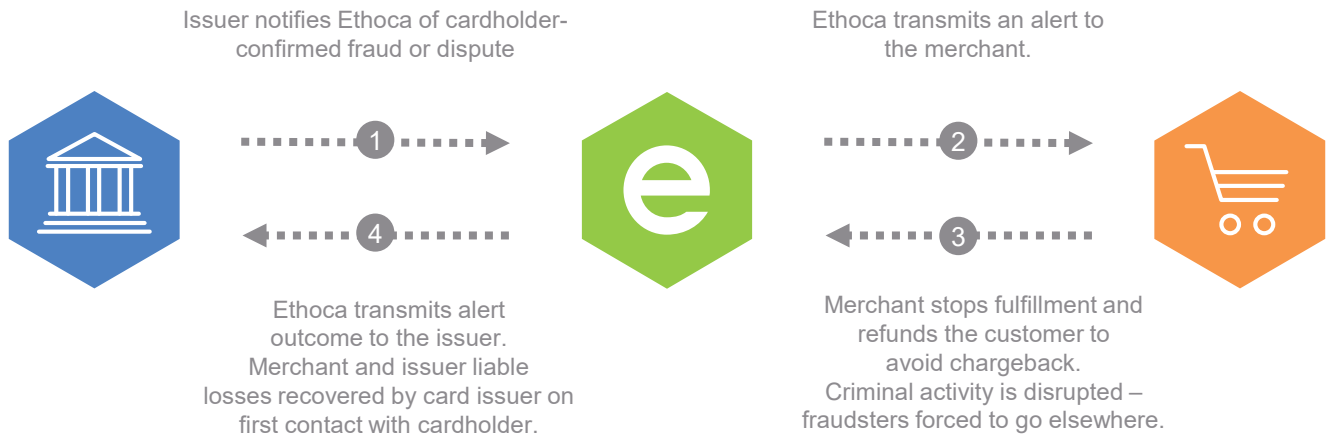 Issuer notifies Ethoca of cardholder-
confirmed fraud or dispute
Ethoca transmits an alert to
the merchant.
1
2
e
4
3
Ethoca transmits alert
outcome to the issuer.
Merchant and issuer liable
losses recovered by card issuer on
first contact with cardholder.
Merchant stops fulfillment and
refunds the customer to
avoid chargeback.
Criminal activity is disrupted –
fraudsters forced to go elsewhere.